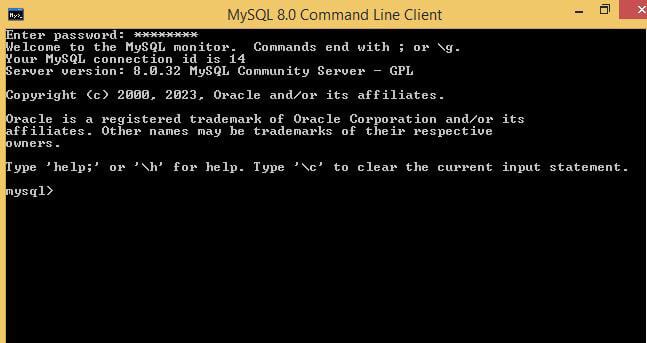 MySQL 8.0 Command Line Client
Enter password: ********
Welcome to the MySQL monitor.  Commands end with ; or \g.
Your MySQL connection id is 14
Server version: 8.0.32 MySQL Community Server - GPL
Copyright (c) 2000, 2023, Oracle and/or its affiliates.
Oracle is a registered trademark of Oracle Corporation and/or its
affiliates. Other names may be trademarks of their respective
owners.
Type 'help;' or '\h' for help. Type '\c' to clear the current input statement.
mysql>